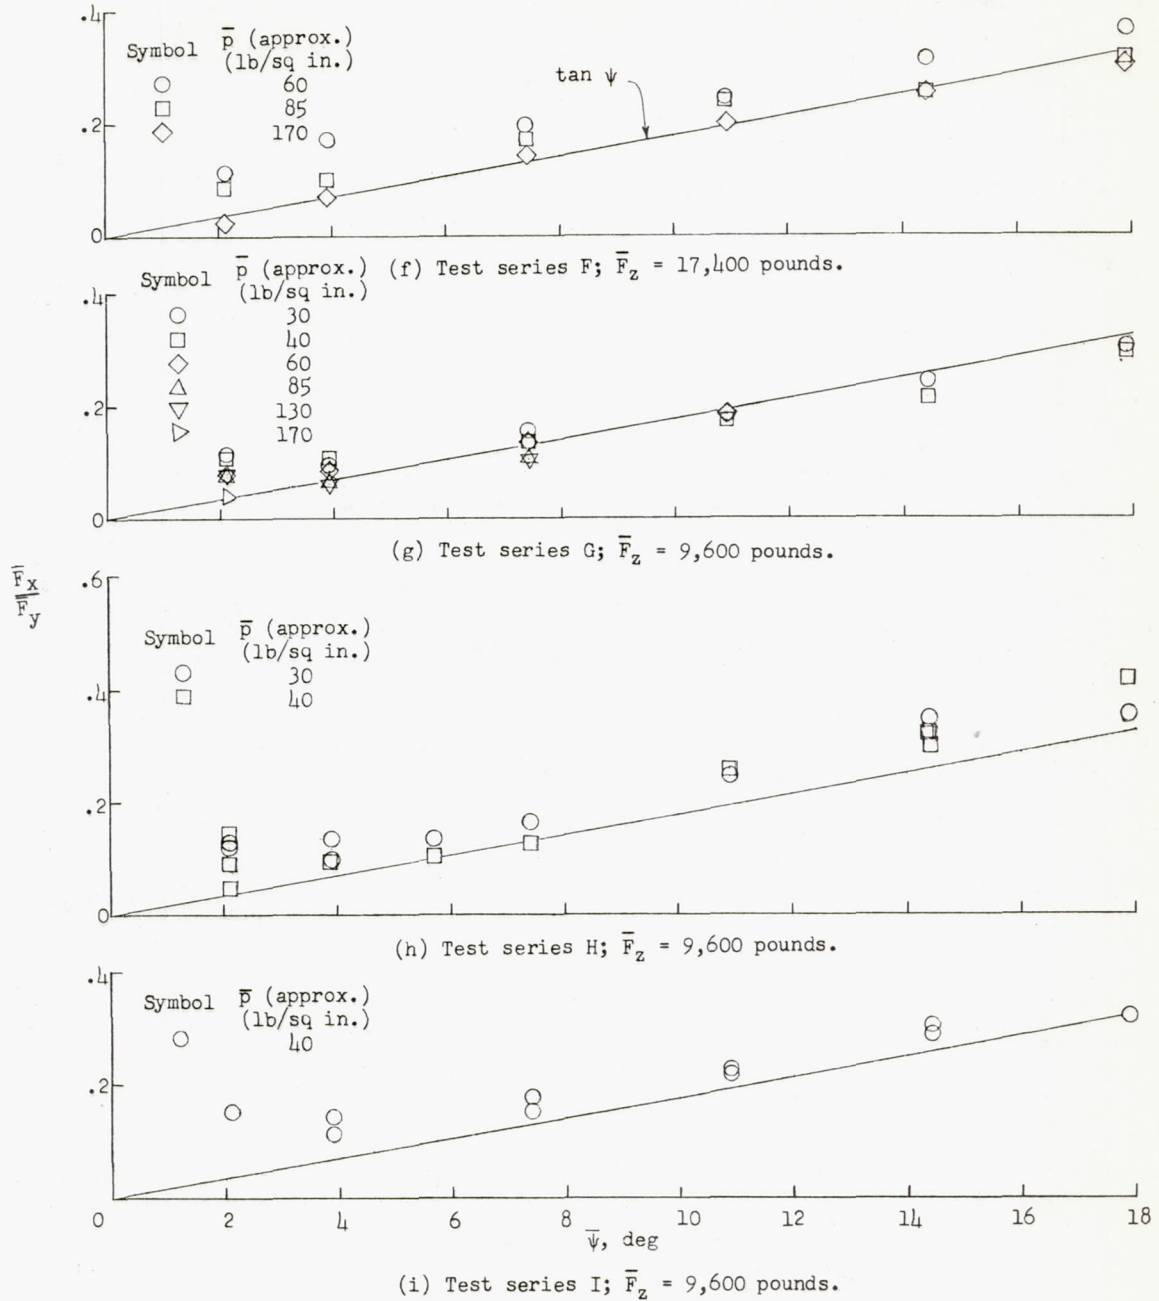 .4
Symbol p̅ (approx.)
(lb/sq in.)
60
85
170
tan ψ
.2
0
(f) Test series F; F̅z = 17,400 pounds.
Symbol p̅ (approx.)
(lb/sq in.)
.4
30
40
60
85
130
170
.2
0
(g) Test series G; F̅z = 9,600 pounds.
F̅x
F̅y
.6
Symbol p̅ (approx.)
(lb/sq in.)
30
40
.4
.2
0
(h) Test series H; F̅z = 9,600 pounds.
.4
Symbol p̅ (approx.)
(lb/sq in.)
40
.2
0 2 4 6 8 10 12 14 16 18
ψ̅, deg
(i) Test series I; F̅z = 9,600 pounds.